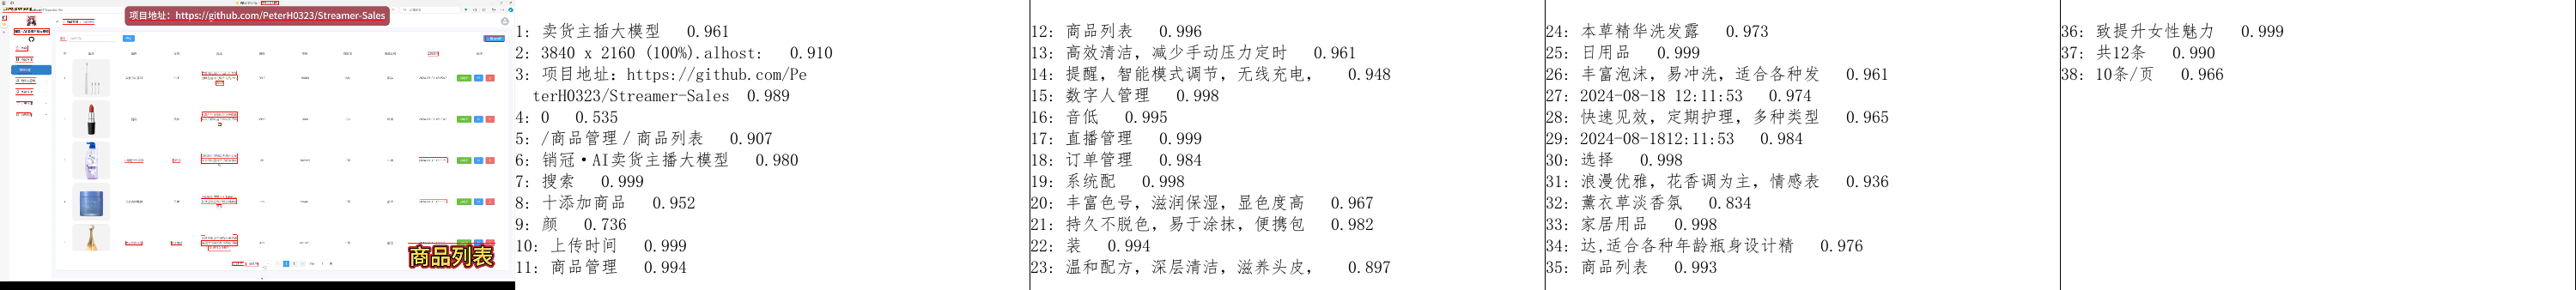 项目地址：https://github.com/PeterH0323/Streamer-Sales
商品列表
1: 卖货主插大模型 0.961
2: 3840 x 2160 (100%).alhost: 0.910
3: 项目地址：https://github.com/Pe
terH0323/Streamer-Sales 0.989
4: 0 0.535
5: /商品管理/商品列表 0.907
6: 销冠·AI卖货主播大模型 0.980
7: 搜索 0.999
8: 十添加商品 0.952
9: 颜 0.736
10: 上传时间 0.999
11: 商品管理 0.994
12: 商品列表 0.996
13: 高效清洁，减少手动压力定时 0.961
14: 提醒，智能模式调节，无线充电， 0.948
15: 数字人管理 0.998
16: 音低 0.995
17: 直播管理 0.999
18: 订单管理 0.984
19: 系统配 0.998
20: 丰富色号，滋润保湿，显色度高 0.967
21: 持久不脱色，易于涂抹，便携包 0.982
22: 装 0.994
23: 温和配方，深层清洁，滋养头皮， 0.897
24: 本草精华洗发露 0.973
25: 日用品 0.999
26: 丰富泡沫，易冲洗，适合各种发 0.961
27: 2024-08-18 12:11:53 0.974
28: 快速见效，定期护理，多种类型 0.965
29: 2024-08-1812:11:53 0.984
30: 选择 0.998
31: 浪漫优雅，花香调为主，情感表 0.936
32: 薰衣草淡香氛 0.834
33: 家居用品 0.998
34: 达,适合各种年龄瓶身设计精 0.976
35: 商品列表 0.993
36: 致提升女性魅力 0.999
37: 共12条 0.990
38: 10条/页 0.966